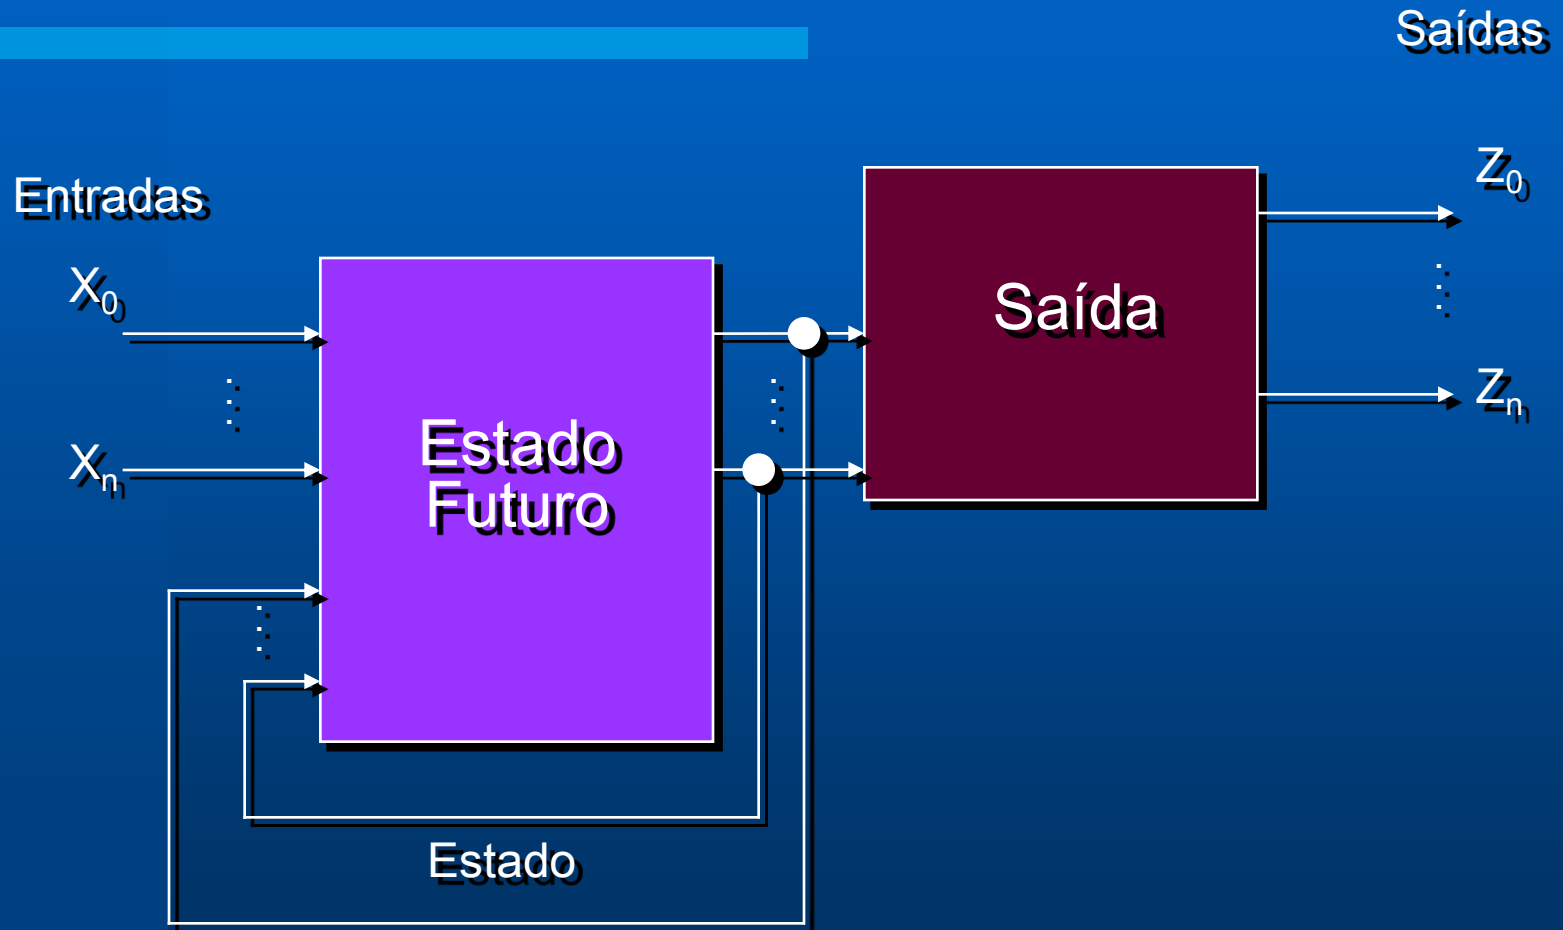 Saídas
Entradas
X0
Xn
Estado
Futuro
Saída
Z0
Zn
Estado